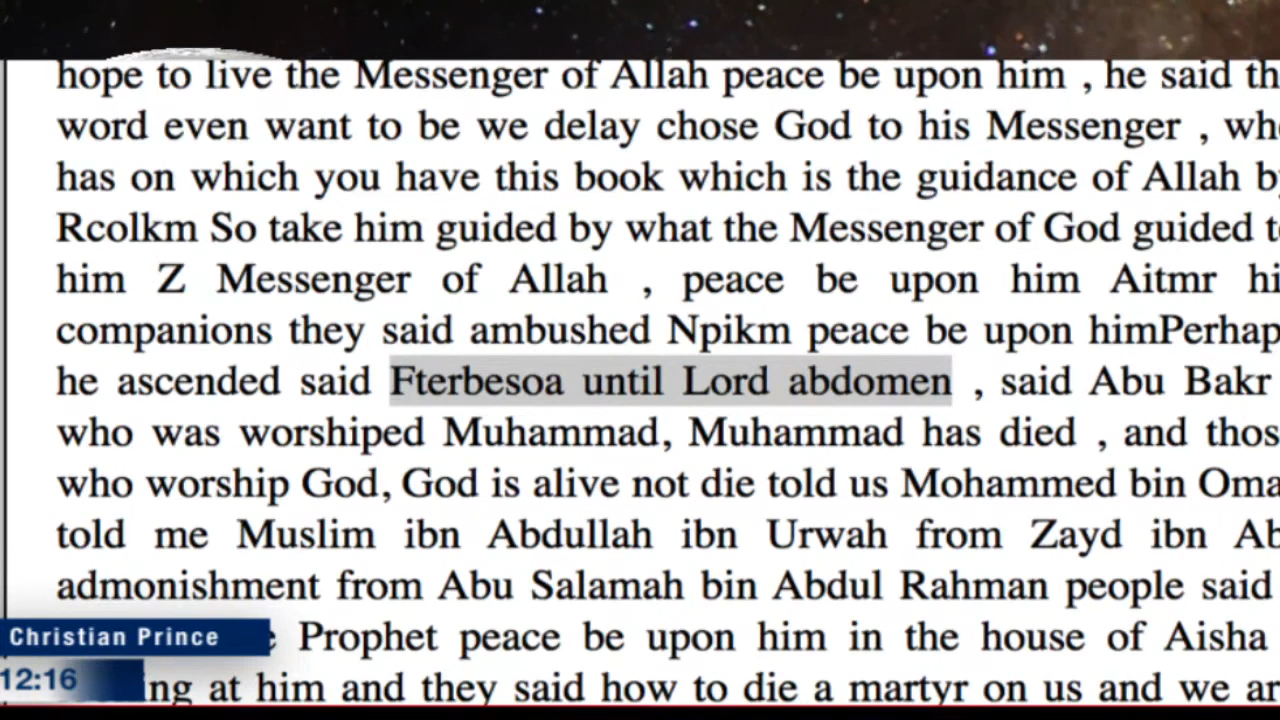 hope to live the Messenger of Allah peace be upon him , he said
word even want to be we delay chose God to his Messenger ,
has on which you have this book which is the guidance of Allah
Rcolkm So take him guided by what the Messenger of God guided
him Z Messenger of Allah , peace be upon him Aitmr
companions they said ambushed Npikm peace be upon himPerhap
he ascended said Fterbesoa until Lord abdomen , said Abu Bakr
who was worshiped Muhammad, Muhammad has died , and
who worship God, God is alive not die told us Mohammed bin
told me Muslim ibn Abdullah ibn Urwah from Zayd ibn
admonishment from Abu Salamah bin Abdul Rahman people said
Christian Prince
Prophet peace be upon him in the house of Aisha
12:16
at him and they said how to die a martyr on us and we